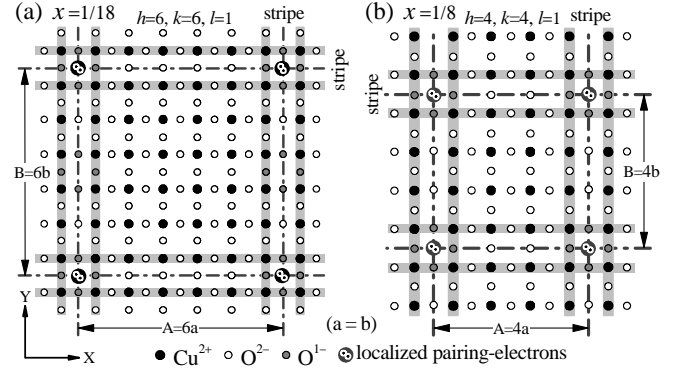 (a) x =1/18 h=6, k=6, l=1 stripe
stripe
B=6b
A=6a
Y
X
(b) x =1/8 h=4, k=4, l=1 stripe
stripe
B=4b
A=4a
(a = b)
Cu²⁺ O²⁻ O¹⁻ localized pairing-electrons